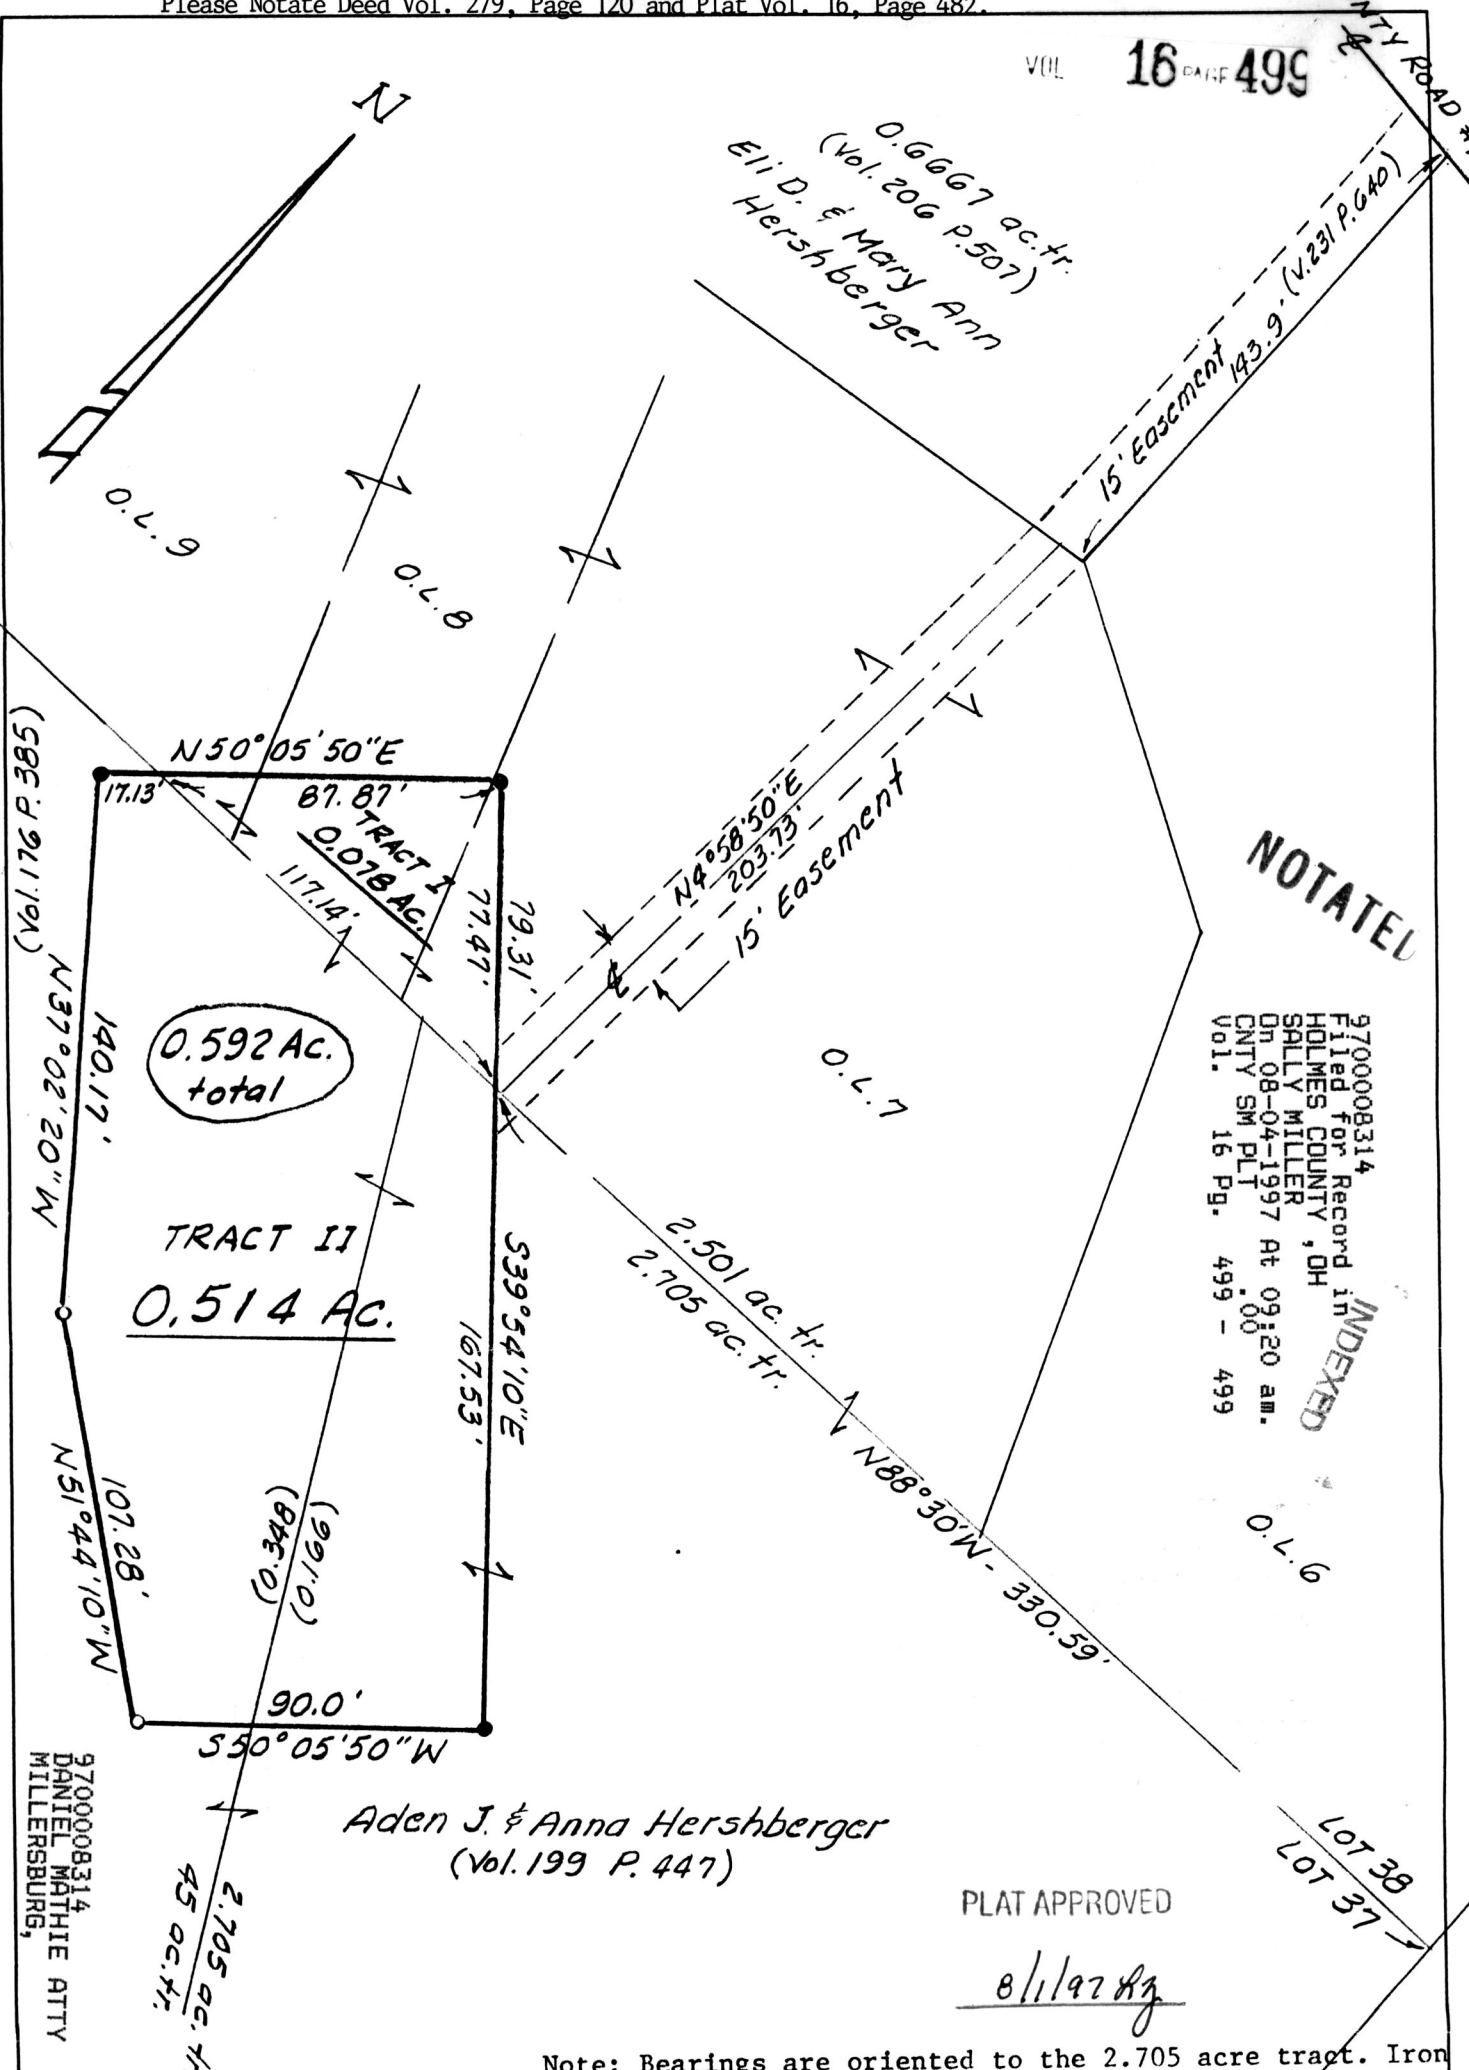 Please Notate Deed Vol. 279, Page 120 and Plat Vol. 16, Page 482.
VOL 16 PAGE 499
N
NTY ROAD
0.6667 ac.tr.
(Vol.206 P.507)
Eli D. & Mary Ann
Hershberger
143.9' (V.231 P.640)
15' Easement
O.L. 9
O.L. 8
(Vol.176 P.385)
N50°05'50"E
17.13'
87.87'
TRACT I
0.078 AC.
117.14'
77.47'
79.31'
N4°58'50"E
203.73'
15' Easement
NOTATED
N37°02'20"W
140.17'
0.592 Ac.
total
O.L. 7
9700008314
Filed for Record in
HOLMES COUNTY ,OH
SALLY MILLER
On 08-04-1997 At 09:20 am.
CNTY SM PLT .00
Vol. 16 Pg. 499 - 499
INDEXED
TRACT II
0.514 Ac.
S39°54'10"E
167.53'
2.501 ac. tr.
2.705 ac. tr.
N88°30'W - 330.59'
O.L. 6
107.28'
N51°44'10"W
(991.0)
(843.0)
90.0'
S50°05'50"W
Aden J. & Anna Hershberger
(Vol.199 P. 447)
9700008314
DANIEL MATHIE ATTY
MILLERSBURG,
2.705 ac. tr
45 ac.tr.
LOT 38
LOT 37
PLAT APPROVED
8/1/97
Note: Bearings are oriented to the 2.705 acre tract. Iron